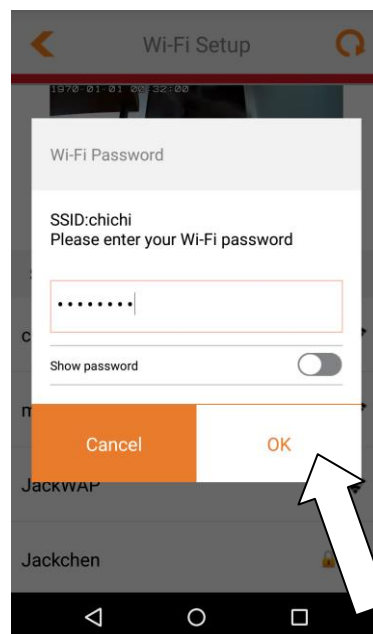 Wi-Fi Setup
1970-01-01 00:32:00
Wi-Fi Password
SSID:chichi
Please enter your Wi-Fi password
••••••••
Show password
Cancel
OK
JackWAP
Jackchen